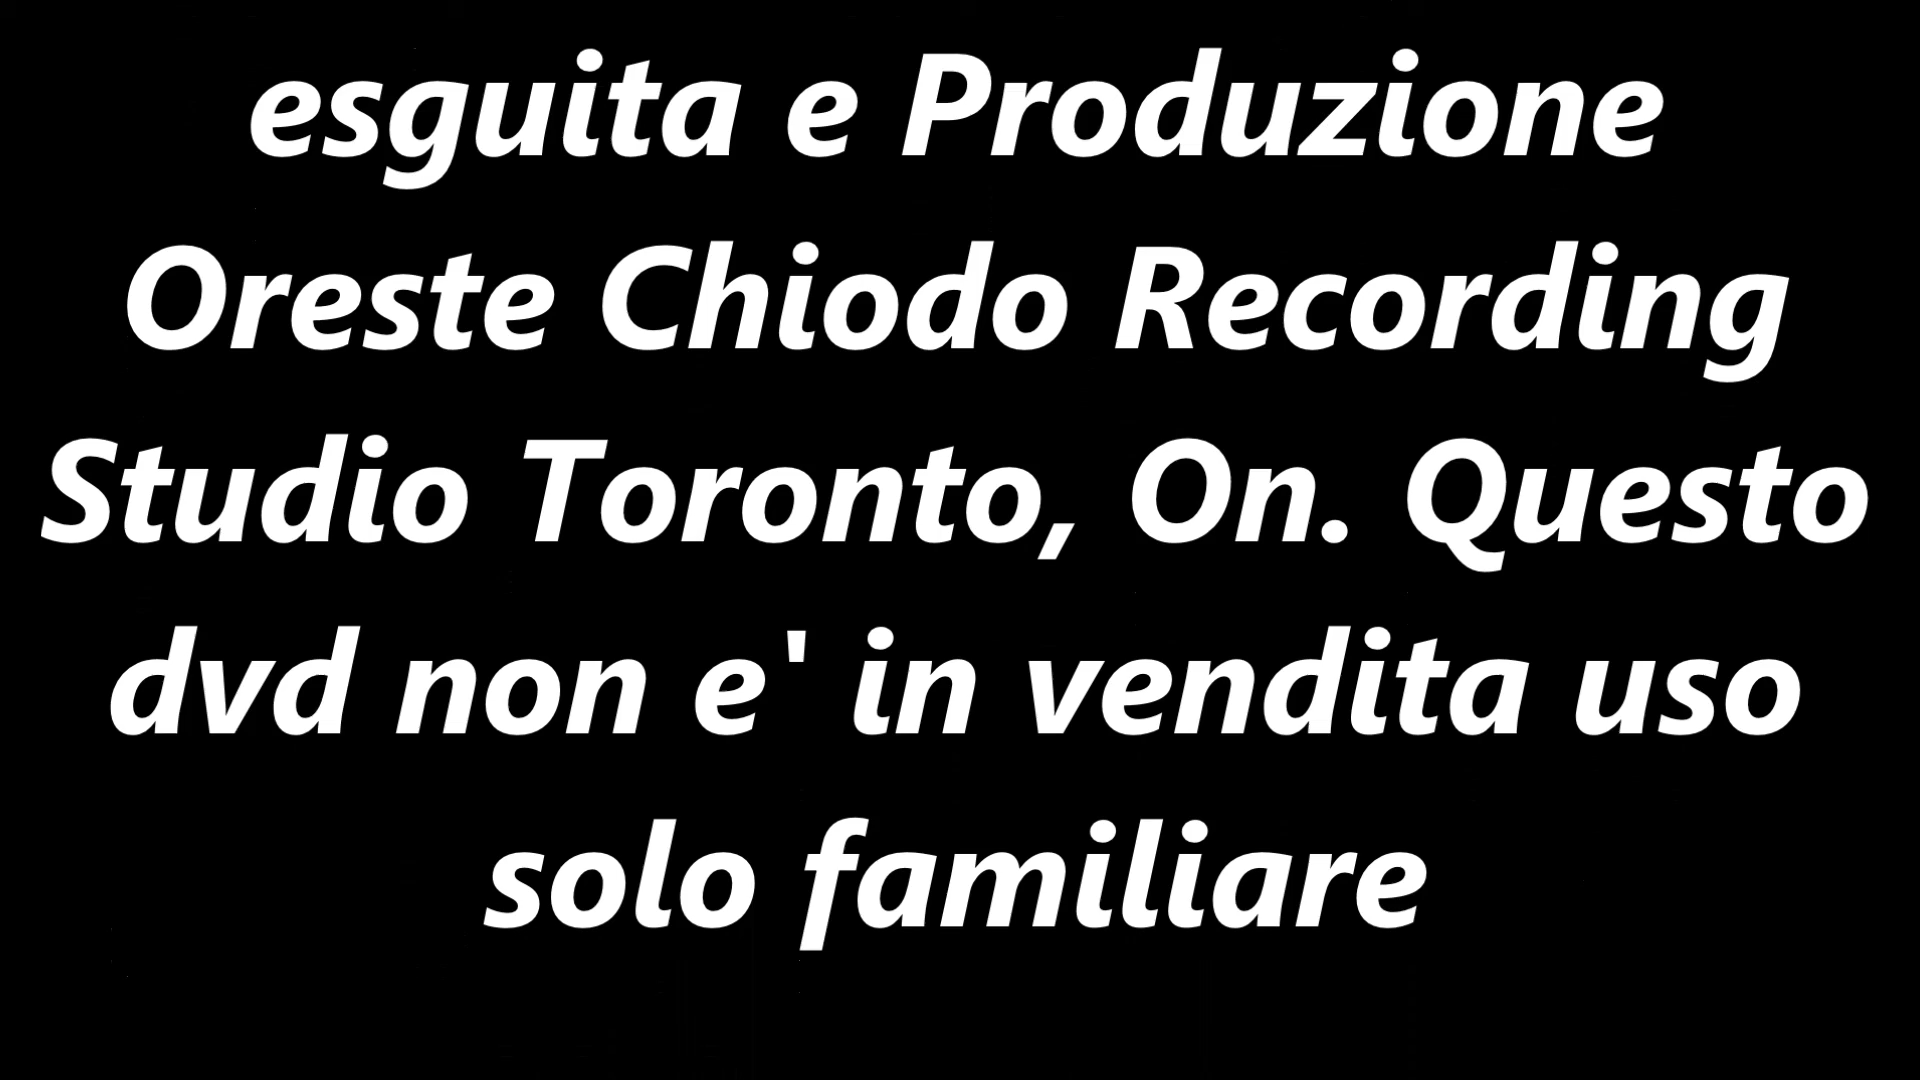 esguita e Produzione
Oreste Chiodo Recording
Studio Toronto, On. Questo
dvd non e' in vendita uso
solo familiare